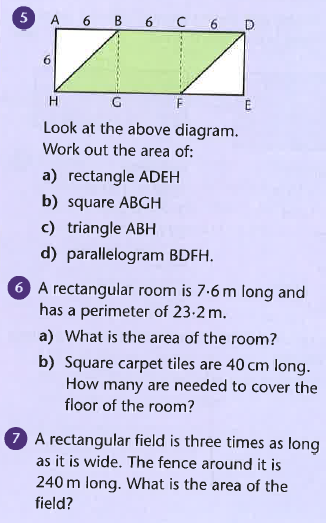 5 A 6 B 6 C 6 D
6
H G F E
Look at the above diagram.
Work out the area of:
a) rectangle ADEH
b) square ABGH
c) triangle ABH
d) parallelogram BDFH.
6 A rectangular room is 7·6 m long and
has a perimeter of 23·2 m.
a) What is the area of the room?
b) Square carpet tiles are 40 cm long.
How many are needed to cover the
floor of the room?
7 A rectangular field is three times as long
as it is wide. The fence around it is
240 m long. What is the area of the
field?